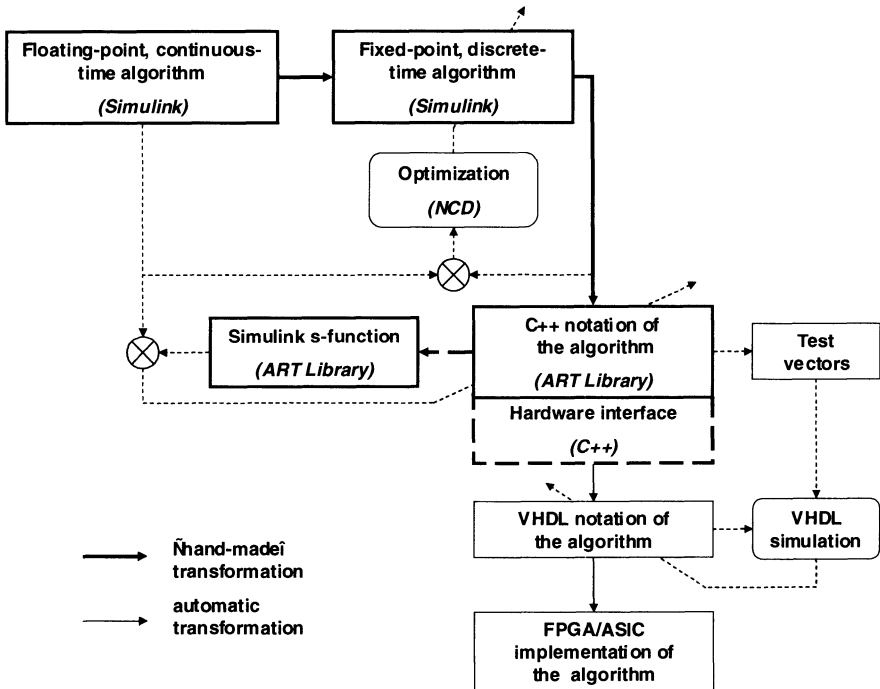 Floating-point, continuous-
time algorithm
(Simulink)
Fixed-point, discrete-
time algorithm
(Simulink)
Optimization
(NCD)
Simulink s-function
(ART Library)
C++ notation of
the algorithm
(ART Library)
Test
vectors
Hardware interface
(C++)
VHDL notation of
the algorithm
VHDL
simulation
Ñhand-madeî
transformation
automatic
transformation
FPGA/ASIC
implementation of
the algorithm